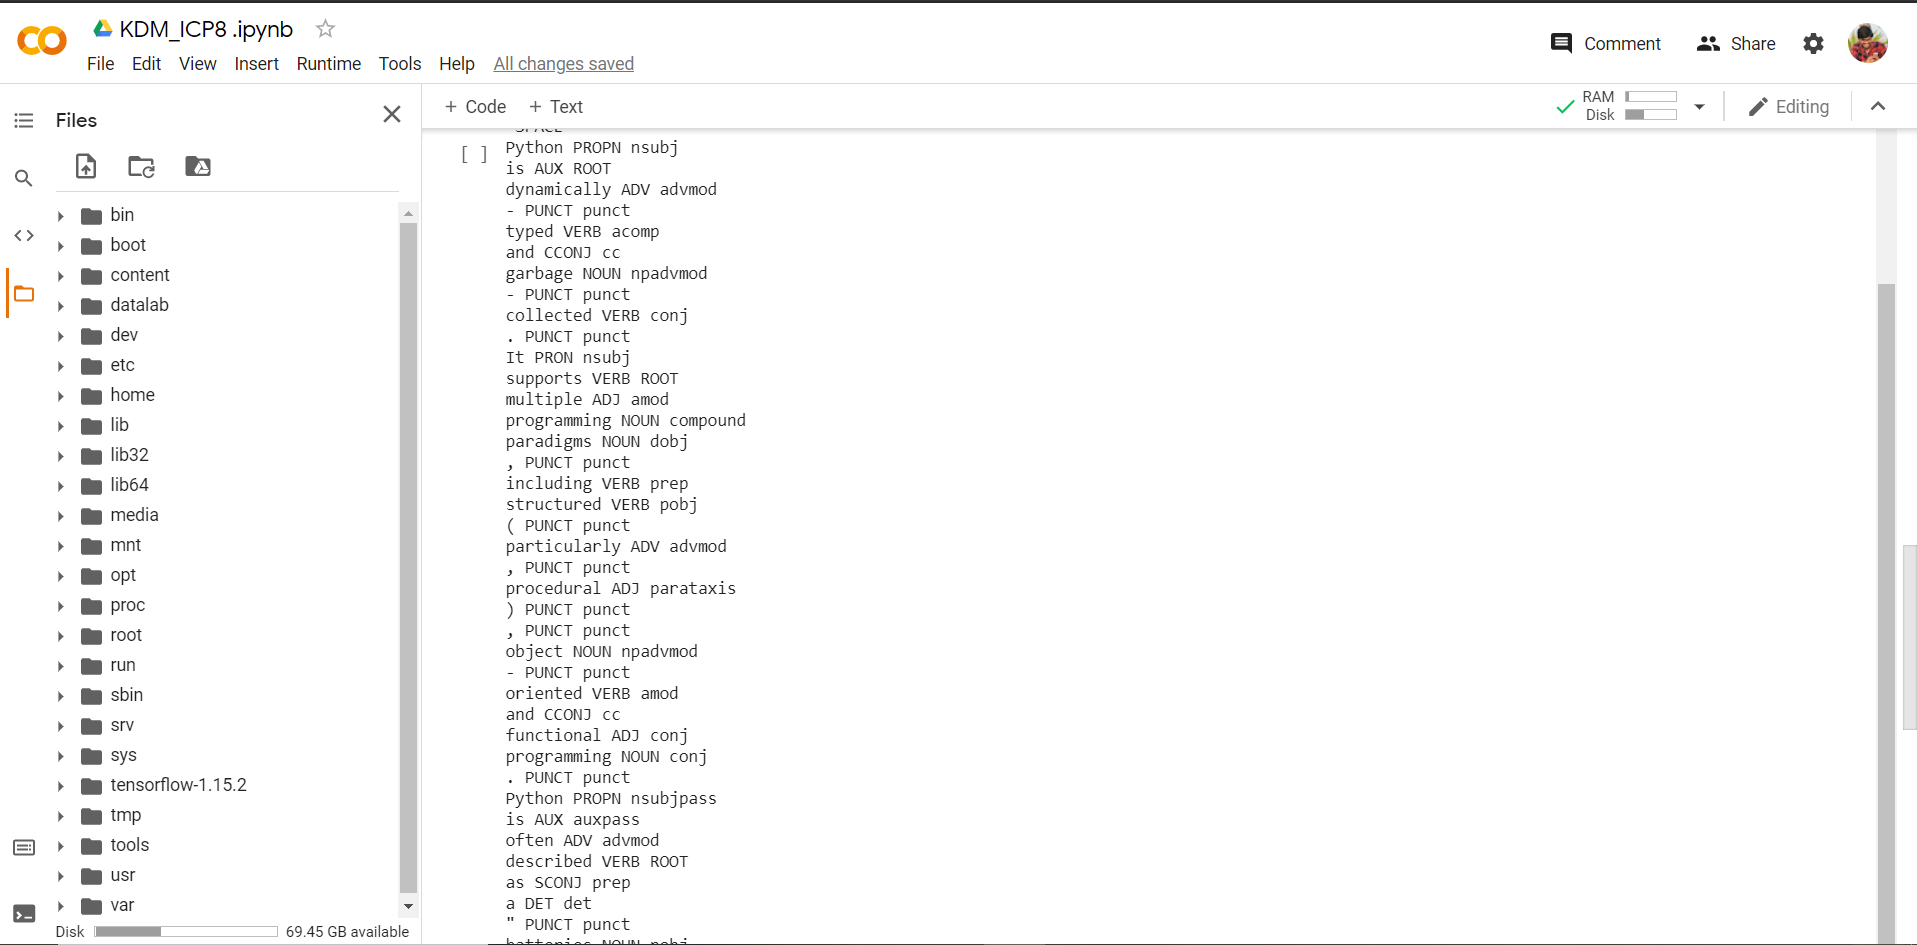 KDM_ICP8 .ipynb
File Edit View Insert Runtime Tools Help All changes saved
Comment Share
Files
+ Code + Text
RAM
Disk
Editing
bin
boot
content
datalab
dev
etc
home
lib
lib32
lib64
media
mnt
opt
proc
root
run
sbin
srv
sys
tensorflow-1.15.2
tmp
tools
usr
var
Disk 69.45 GB available
SPACE
[ ] Python PROPN nsubj
is AUX ROOT
dynamically ADV advmod
- PUNCT punct
typed VERB acomp
and CCONJ cc
garbage NOUN npadvmod
- PUNCT punct
collected VERB conj
. PUNCT punct
It PRON nsubj
supports VERB ROOT
multiple ADJ amod
programming NOUN compound
paradigms NOUN dobj
, PUNCT punct
including VERB prep
structured VERB pobj
( PUNCT punct
particularly ADV advmod
, PUNCT punct
procedural ADJ parataxis
) PUNCT punct
, PUNCT punct
object NOUN npadvmod
- PUNCT punct
oriented VERB amod
and CCONJ cc
functional ADJ conj
programming NOUN conj
. PUNCT punct
Python PROPN nsubjpass
is AUX auxpass
often ADV advmod
described VERB ROOT
as SCONJ prep
a DET det
" PUNCT punct
batteries NOUN pobj